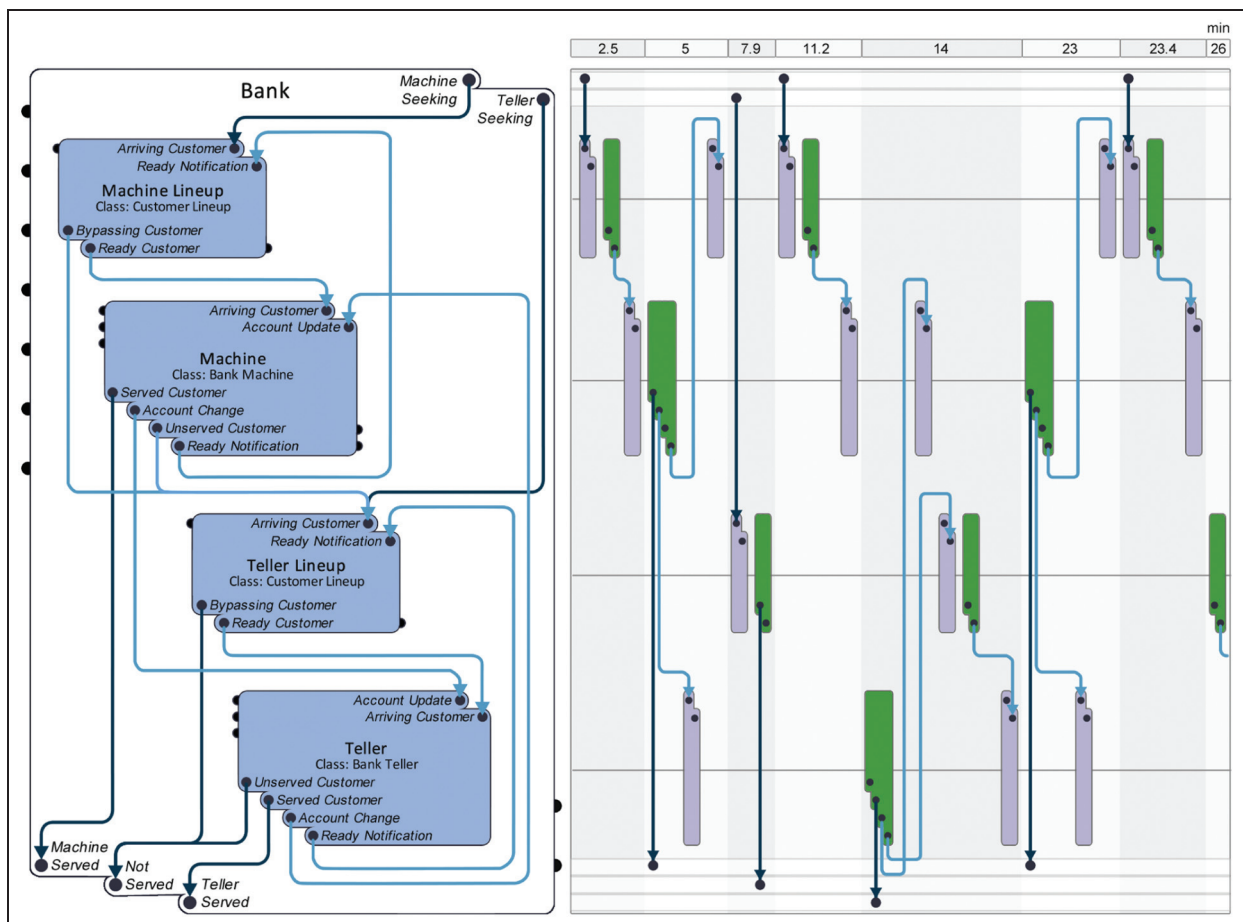 min
2.5 5 7.9 11.2 14 23 23.4 26
Bank
Machine
Seeking
Teller
Seeking
Arriving Customer
Ready Notification
Machine Lineup
Class: Customer Lineup
Bypassing Customer
Ready Customer
Arriving Customer
Account Update
Machine
Class: Bank Machine
Served Customer
Account Change
Unserved Customer
Ready Notification
Arriving Customer
Ready Notification
Teller Lineup
Class: Customer Lineup
Bypassing Customer
Ready Customer
Account Update
Arriving Customer
Teller
Class: Bank Teller
Unserved Customer
Served Customer
Account Change
Ready Notification
Machine
Served
Not
Served
Teller
Served